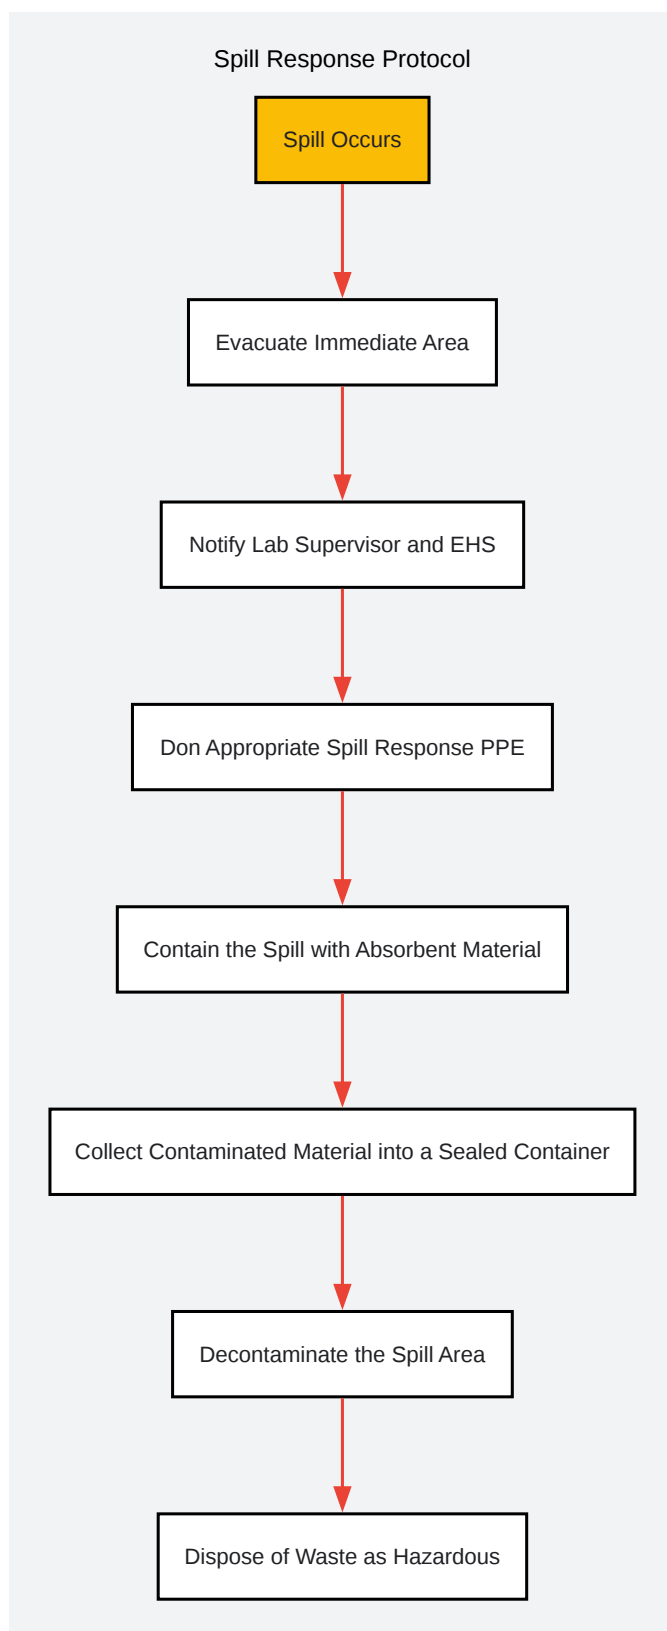 Spill Response Protocol
Spill Occurs
Evacuate Immediate Area
Notify Lab Supervisor and EHS
Don Appropriate Spill Response PPE
Contain the Spill with Absorbent Material
Collect Contaminated Material into a Sealed Container
Decontaminate the Spill Area
Dispose of Waste as Hazardous